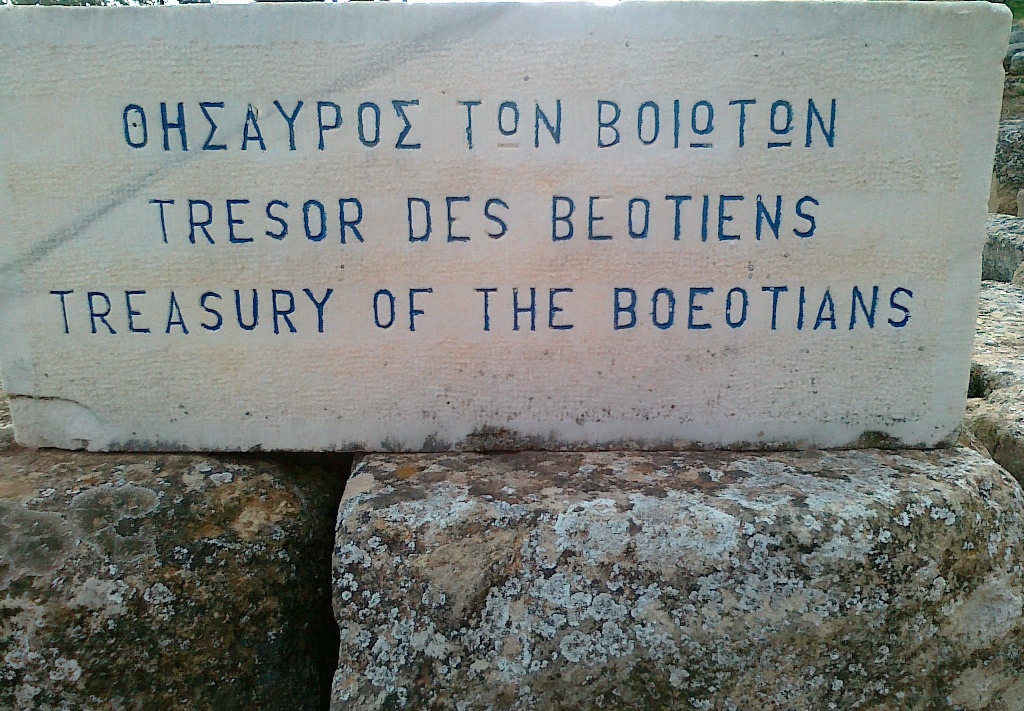 ΘΗΣΑΥΡΟΣ ΤΩΝ ΒΟΙΩΤΩΝ
TRESOR DES BEOTIENS
TREASURY OF THE BOEOTIANS